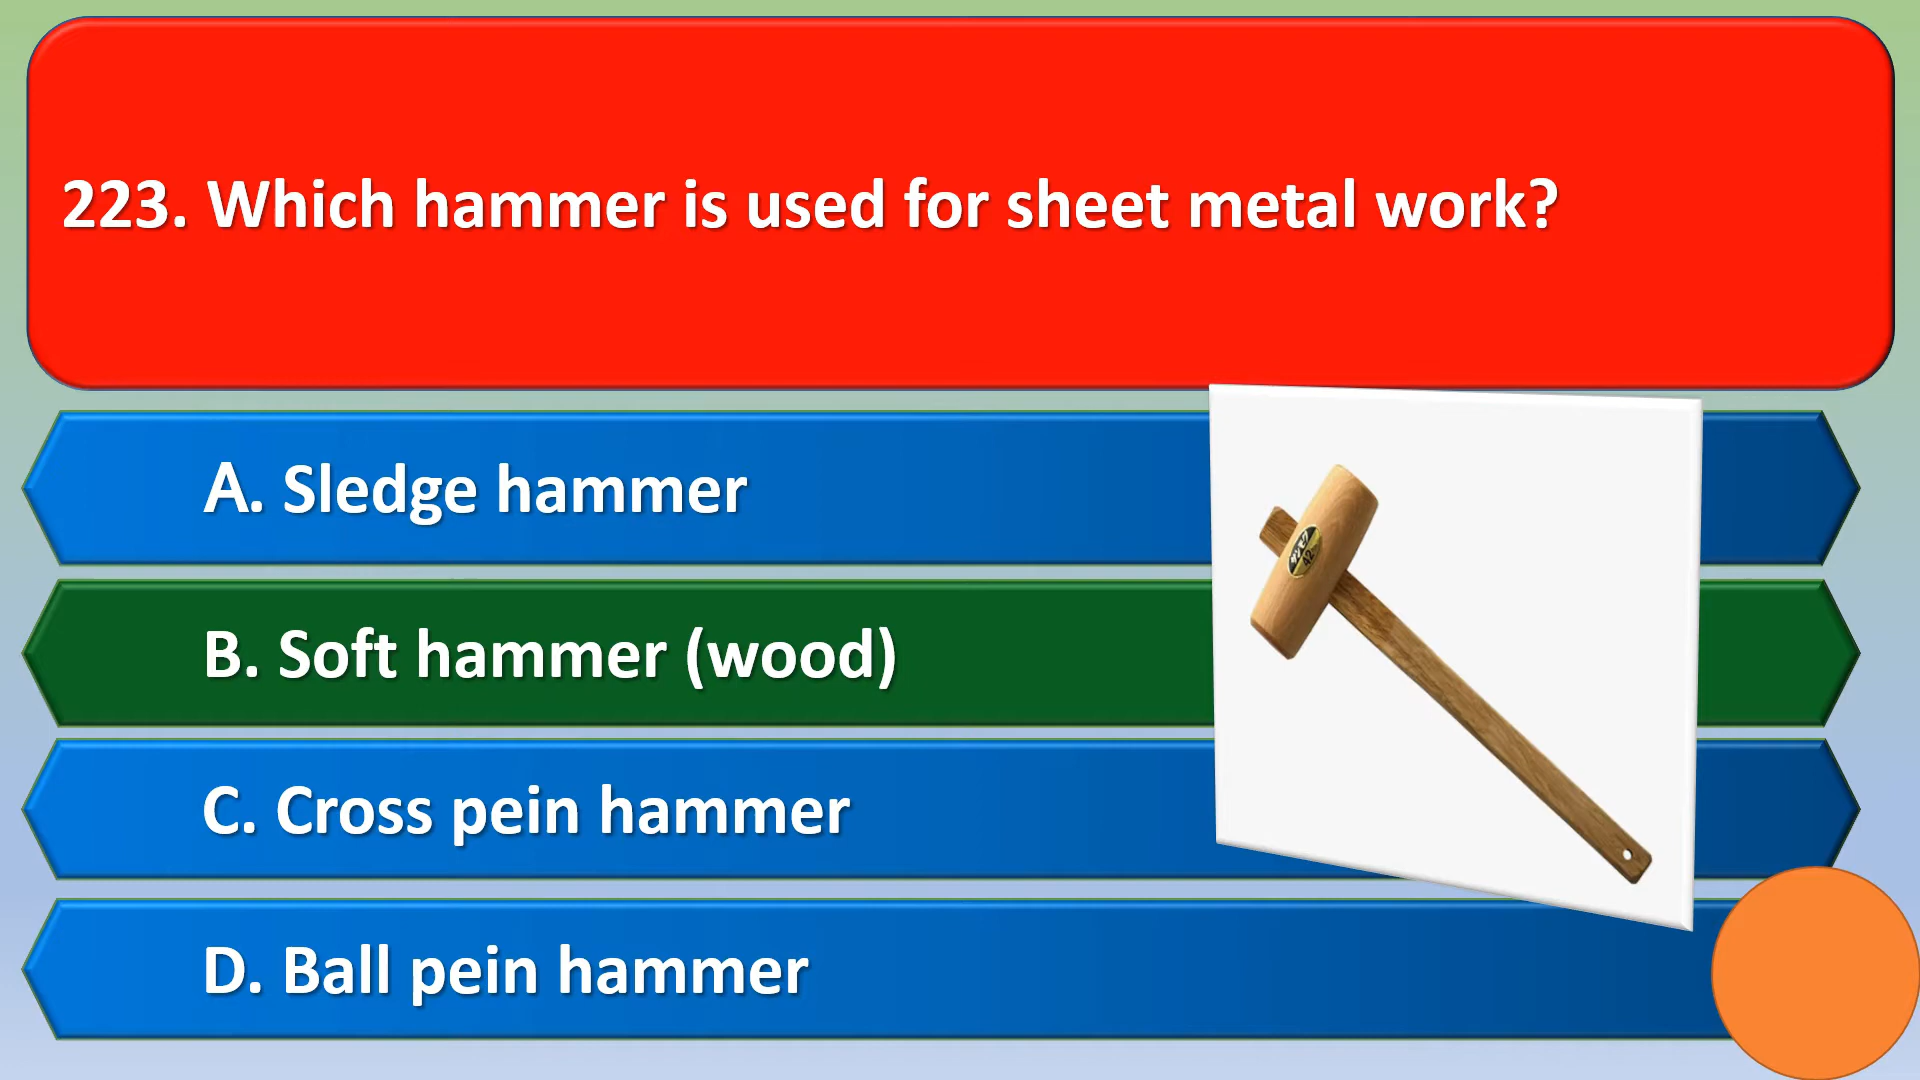 223. Which hammer is used for sheet metal work?
A. Sledge hammer
B. Soft hammer (wood)
42
C. Cross pein hammer
D. Ball pein hammer